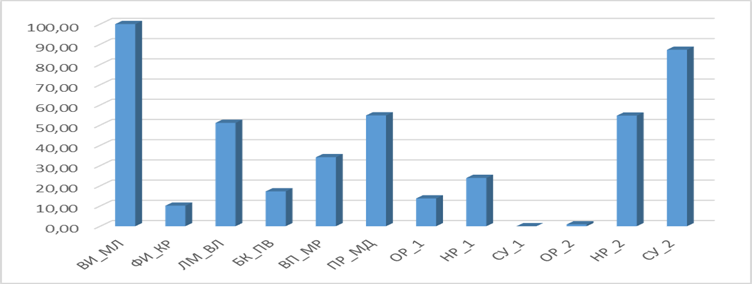 100,00
90,00
80,00
70,00
60,00
50,00
40,00
30,00
20,00
10,00
0,00
ВИ_МЛ
ФИ_КР
ЛМ_ВЛ
БК_ПВ
ВП_МР
ПР_МД
ОР_1
НР_1
СУ_1
ОР_2
НР_2
СУ_2